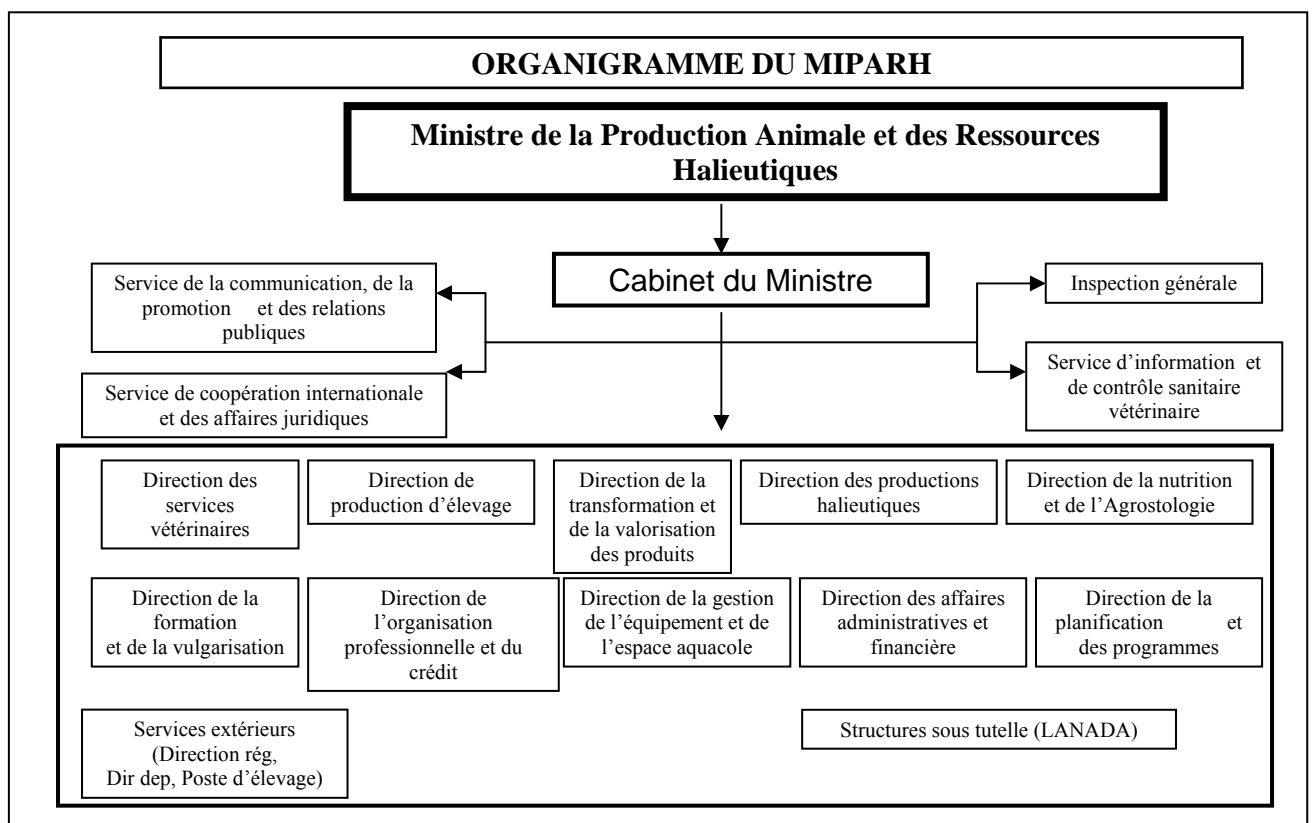 ORGANIGRAMME DU MIPARH
Ministre de la Production Animale et des Ressources
Halieutiques
Cabinet du Ministre
Service de la communication, de la
promotion et des relations
publiques
Inspection générale
Service de coopération internationale
et des affaires juridiques
Service d'information et
de contrôle sanitaire
vétérinaire
Direction des
services
vétérinaires
Direction de
production d'élevage
Direction de la
transformation et
de la valorisation
des produits
Direction des productions
halieutiques
Direction de la nutrition
et de l'Agrostologie
Direction de la
formation
et de la vulgarisation
Direction de
l'organisation
professionnelle et du
crédit
Direction de la gestion
de l'équipement et de
l'espace aquacole
Direction des affaires
administratives et
financière
Direction de la
planification et
des programmes
Services extérieurs
(Direction rég,
Dir dep, Poste d'élevage)
Structures sous tutelle (LANADA)